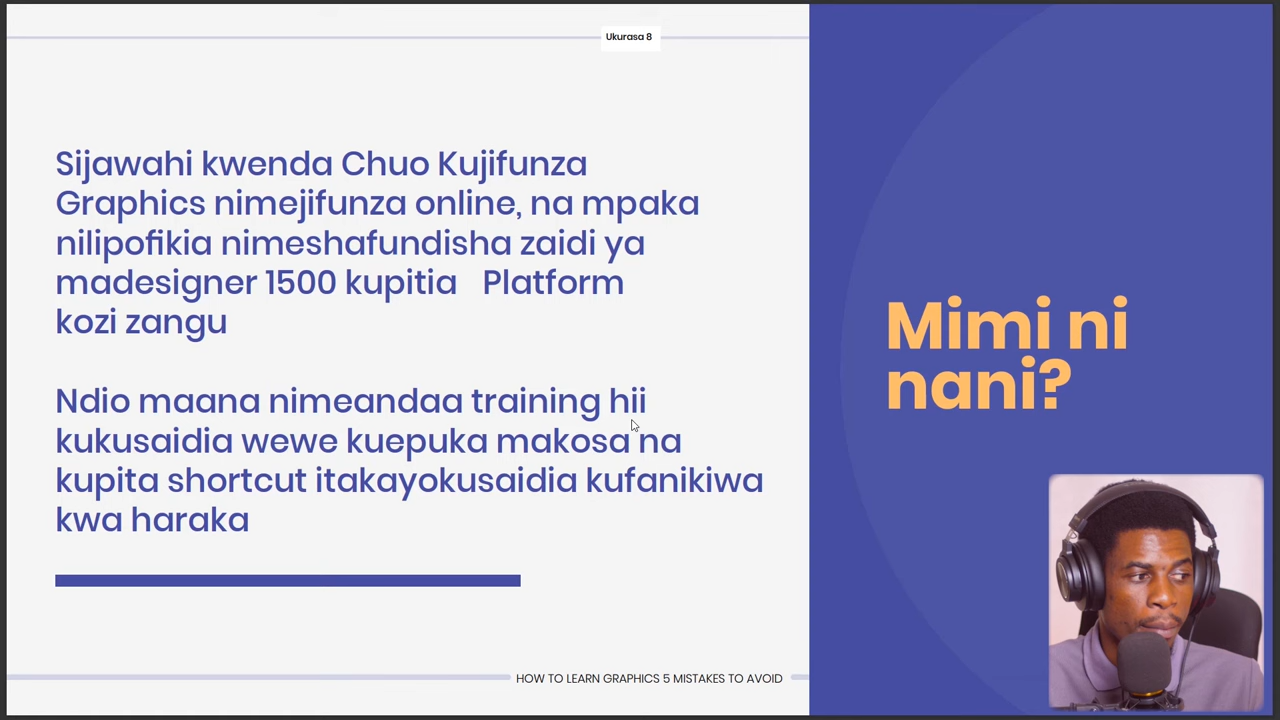 Ukurasa 8
Sijawahi kwenda Chuo Kujifunza
Graphics nimejifunza online, na mpaka
nilipofikia nimeshafundisha zaidi ya
madesigner 1500 kupitia Platform
kozi zangu
Ndio maana nimeandaa training hii
kukusaidia wewe kuepuka makosa na
kupita shortcut itakayokusaidia kufanikiwa
kwa haraka
Mimi ni
nani?
HOW TO LEARN GRAPHICS 5 MISTAKES TO AVOID